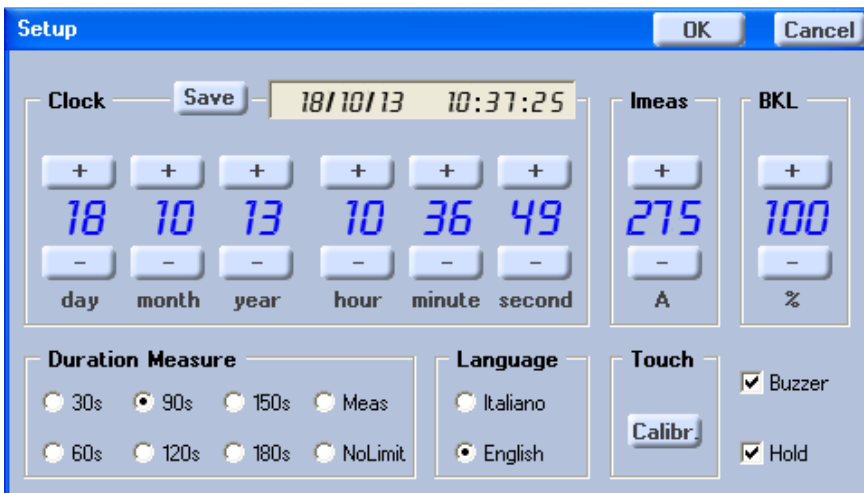 Setup OK Cancel
Clock Save 18/10/13 10:37:25 Imeas BKL
+ + + + + + + +
18 10 13 10 36 49 275 100
- - - - - - - -
day month year hour minute second A %
Duration Measure Language Touch
30s 90s 150s Meas Italiano Buzzer
60s 120s 180s NoLimit English Calibr. Hold